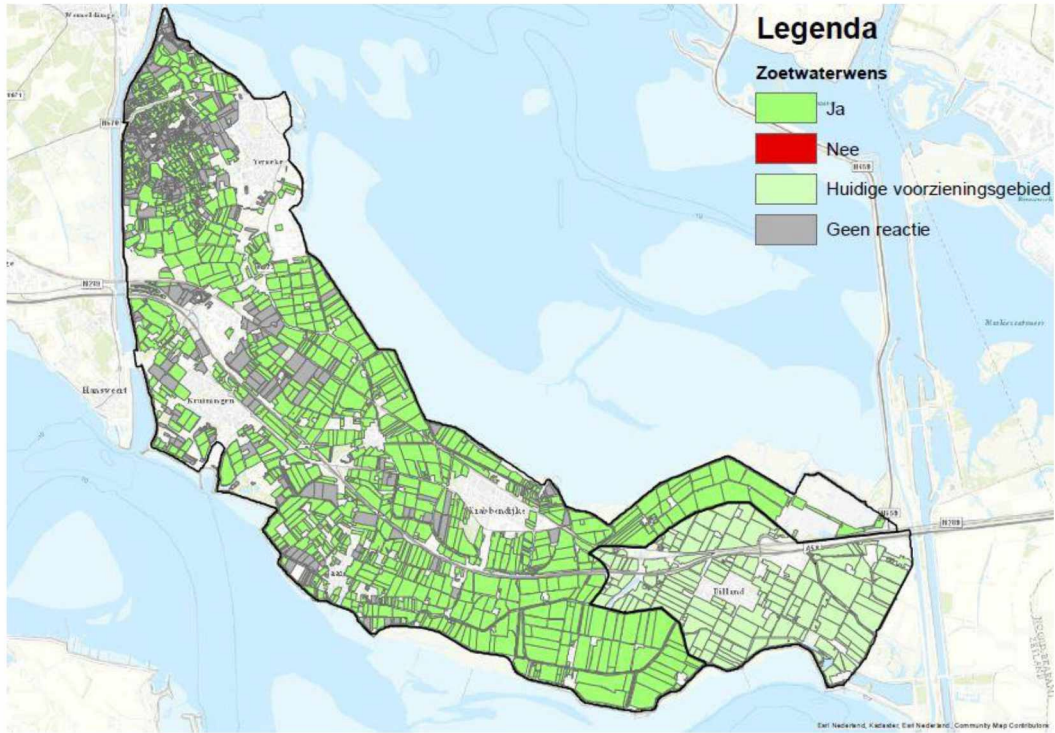 Legenda
Zoetwaterwens
Ja
Nee
Huidige voorzieningsgebied
Geen reactie
Yerseke
Hansweert
Kruiningen
Krabbendijke
Rilland
N289
N289
Esri Nederland, Kadaster, Esri Nederland, Community Map Contributors